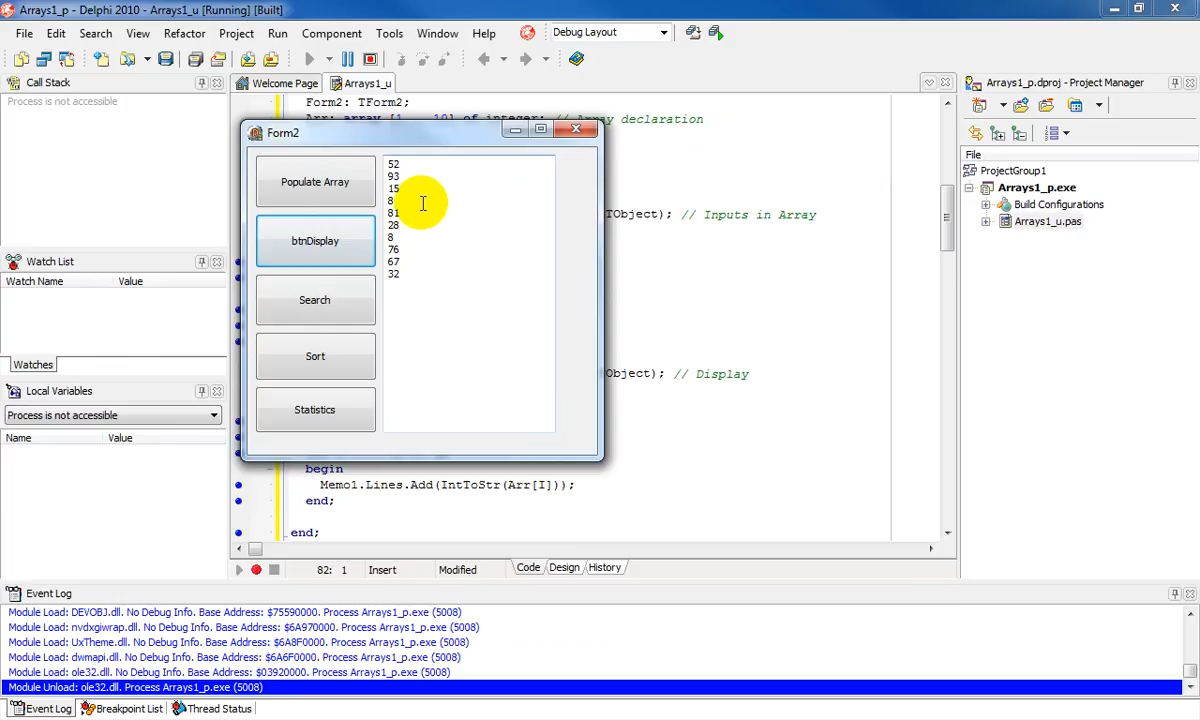 Arrays1_p - Delphi 2010 - Arrays1_u [Running] [Built]
File Edit Search View Refactor Project Run Component Tools Window Help
Debug Layout
Call Stack
Process is not accessible
Welcome Page
Arrays1_u
Arrays1_p.dproj - Project Manager
Form2: TForm2;
Arr: array [1 .. 10] of integer; // Array declaration
Form2
Populate Array
btnDisplay
Search
Sort
Statistics
52
93
15
8
81
28
8
76
67
32
TObject); // Inputs in Array
Object); // Display
begin
Memo1.Lines.Add(IntToStr(Arr[I]));
end;
end;
File
ProjectGroup1
Arrays1_p.exe
Build Configurations
Arrays1_u.pas
Watch List
Watch Name Value
Watches
Local Variables
Process is not accessible
Name Value
82: 1 Insert Modified
Code Design History
Event Log
Module Load: DEVOBJ.dll. No Debug Info. Base Address: $75590000. Process Arrays1_p.exe (5008)
Module Load: nvdxgiwrap.dll. No Debug Info. Base Address: $6A970000. Process Arrays1_p.exe (5008)
Module Load: UxTheme.dll. No Debug Info. Base Address: $6A8F0000. Process Arrays1_p.exe (5008)
Module Load: dwmapi.dll. No Debug Info. Base Address: $6A6F0000. Process Arrays1_p.exe (5008)
Module Load: ole32.dll. No Debug Info. Base Address: $03920000. Process Arrays1_p.exe (5008)
Module Unload: ole32.dll. Process Arrays1_p.exe (5008)
Event Log Breakpoint List Thread Status